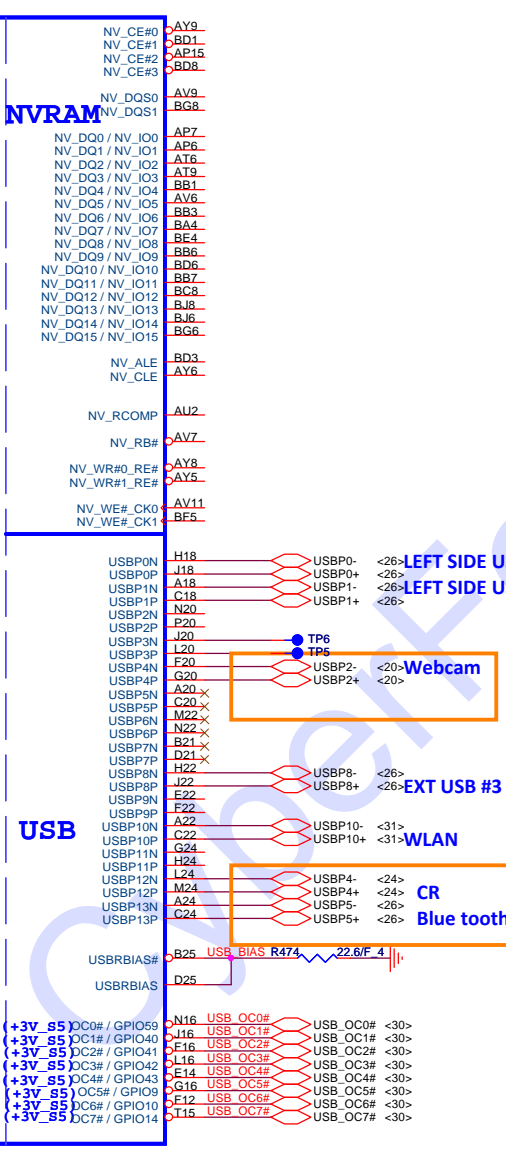 NV_CE#0 AY9
NV_CE#1 BD1
NV_CE#2 AP15
NV_CE#3 BD8
NV_DQS0 AV9
NV_DQS1 BG8
NVRAM
NV_DQ0 / NV_IO0 AP7
NV_DQ1 / NV_IO1 AP6
NV_DQ2 / NV_IO2 AT6
NV_DQ3 / NV_IO3 AT9
NV_DQ4 / NV_IO4 BB1
NV_DQ5 / NV_IO5 AV6
NV_DQ6 / NV_IO6 BB3
NV_DQ7 / NV_IO7 BA4
NV_DQ8 / NV_IO8 BE4
NV_DQ9 / NV_IO9 BB6
NV_DQ10 / NV_IO10 BD6
NV_DQ11 / NV_IO11 BB7
NV_DQ12 / NV_IO12 BC8
NV_DQ13 / NV_IO13 BJ8
NV_DQ14 / NV_IO14 BJ6
NV_DQ15 / NV_IO15 BG6
NV_ALE BD3
NV_CLE AY6
NV_RCOMP AU2
NV_RB# AV7
NV_WR#0_RE# AY8
NV_WR#1_RE# AY5
NV_WE#_CK0 AV11
NV_WE#_CK1 BF5
USBP0N H18 USBP0- <26> LEFT SIDE U
USBP0P J18 USBP0+ <26>
USBP1N A18 USBP1- <26> LEFT SIDE U
USBP1P C18 USBP1+ <26>
USBP2N N20
USBP2P P20
USBP3N J20 TP6
USBP3P L20 TP5
USBP4N F20 USBP2- <20> Webcam
USBP4P G20 USBP2+ <20>
USBP5N A20
USBP5P C20
USBP6N M22
USBP6P N22
USBP7N B21
USBP7P D21
USBP8N H22 USBP8- <26>
USBP8P J22 USBP8+ <26> EXT USB #3
USBP9N E22
USBP9P F22
USB
USBP10N A22 USBP10- <31>
USBP10P C22 USBP10+ <31> WLAN
USBP11N G24
USBP11P H24
USBP12N L24 USBP4- <24>
USBP12P M24 USBP4+ <24> CR
USBP13N A24 USBP5- <26>
USBP13P C24 USBP5+ <26> Blue tooth
USBRBIAS# B25 USB_BIAS R474 22.6/F_4
USBRBIAS D25
(+3V_S5) OC0# / GPIO59 N16 USB_OC0# USB_OC0# <30>
(+3V_S5) OC1# / GPIO40 J16 USB_OC1# USB_OC1# <30>
(+3V_S5) OC2# / GPIO41 F16 USB_OC2# USB_OC2# <30>
(+3V_S5) OC3# / GPIO42 L16 USB_OC3# USB_OC3# <30>
(+3V_S5) OC4# / GPIO43 E14 USB_OC4# USB_OC4# <30>
(+3V_S5) OC5# / GPIO9 G16 USB_OC5# USB_OC5# <30>
(+3V_S5) OC6# / GPIO10 F12 USB_OC6# USB_OC6# <30>
(+3V_S5) OC7# / GPIO14 T15 USB_OC7# USB_OC7# <30>
CyberF